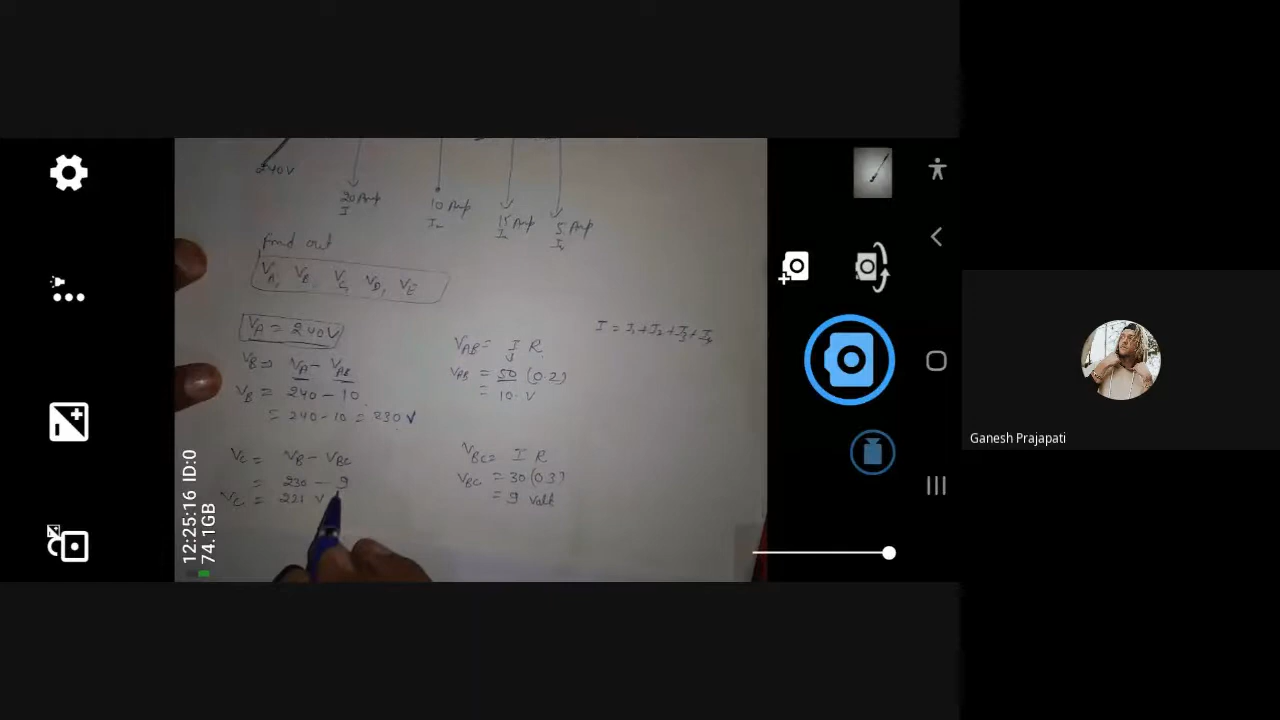 240V
20 Amp
I
10 Amp
I2
15 Amp
5 Amp
Find out
VA, VB, VC, VD, VE
VA = 240V
VB = VA - VAB
VB = 240 - 10
= 240 - 10 = 230 V
VC = VB - VBC
= 230 - 9
VC = 221 V
VAB = I R
VAB = 50 (0.2)
= 10. V
VBC = I R
VBC = 30 (0.3)
= 9 Volt
I = I1 + I2 + I3 + I4
12:25:16 ID:0
74.1GB
Ganesh Prajapati